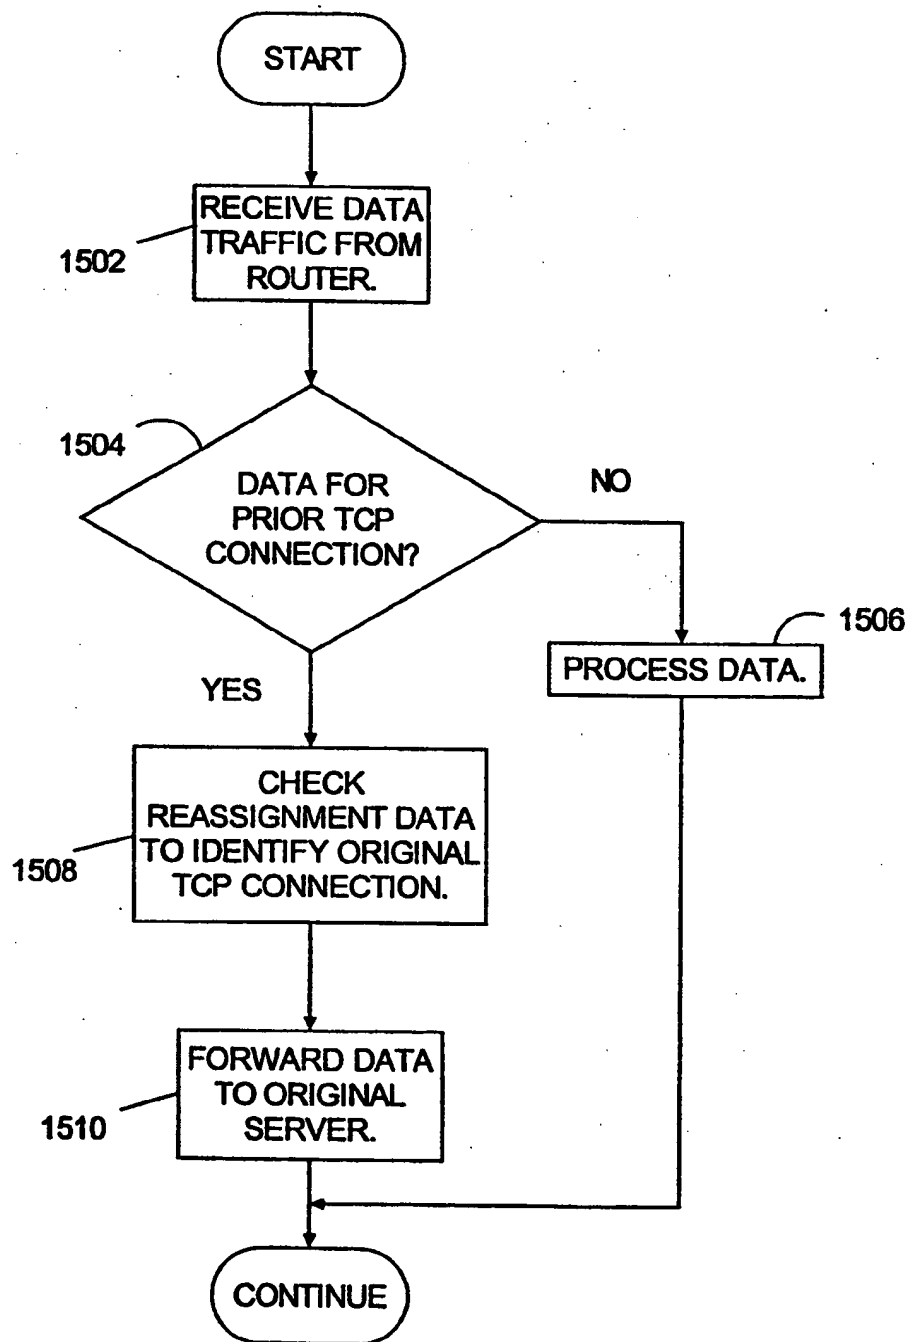 START
RECEIVE DATA
TRAFFIC FROM
ROUTER.
1502
1504
DATA FOR
PRIOR TCP
CONNECTION?
NO
1506
PROCESS DATA.
YES
CHECK
REASSIGNMENT DATA
TO IDENTIFY ORIGINAL
TCP CONNECTION.
1508
FORWARD DATA
TO ORIGINAL
SERVER.
1510
CONTINUE